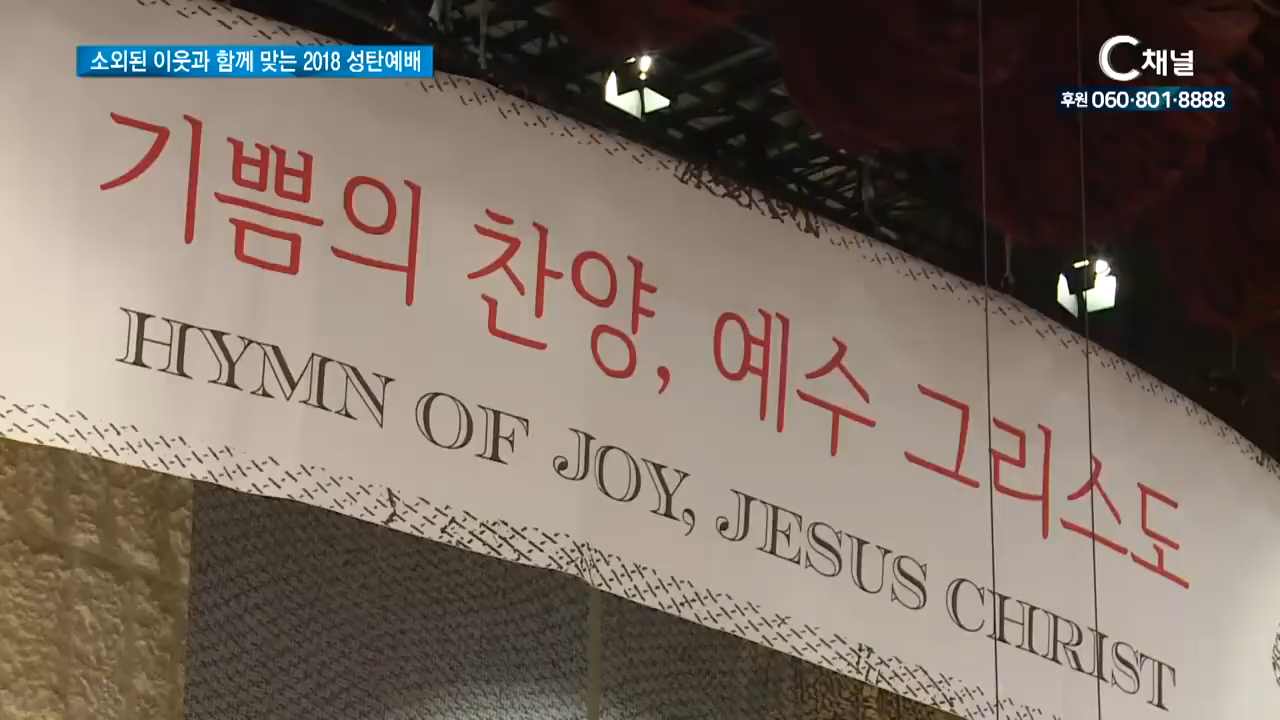 소외된 이웃과 함께 맞는 2018 성탄예배
C채널
후원 060·801·8888
기쁨의 찬양, 예수 그리스도
HYMN OF JOY, JESUS CHRIST